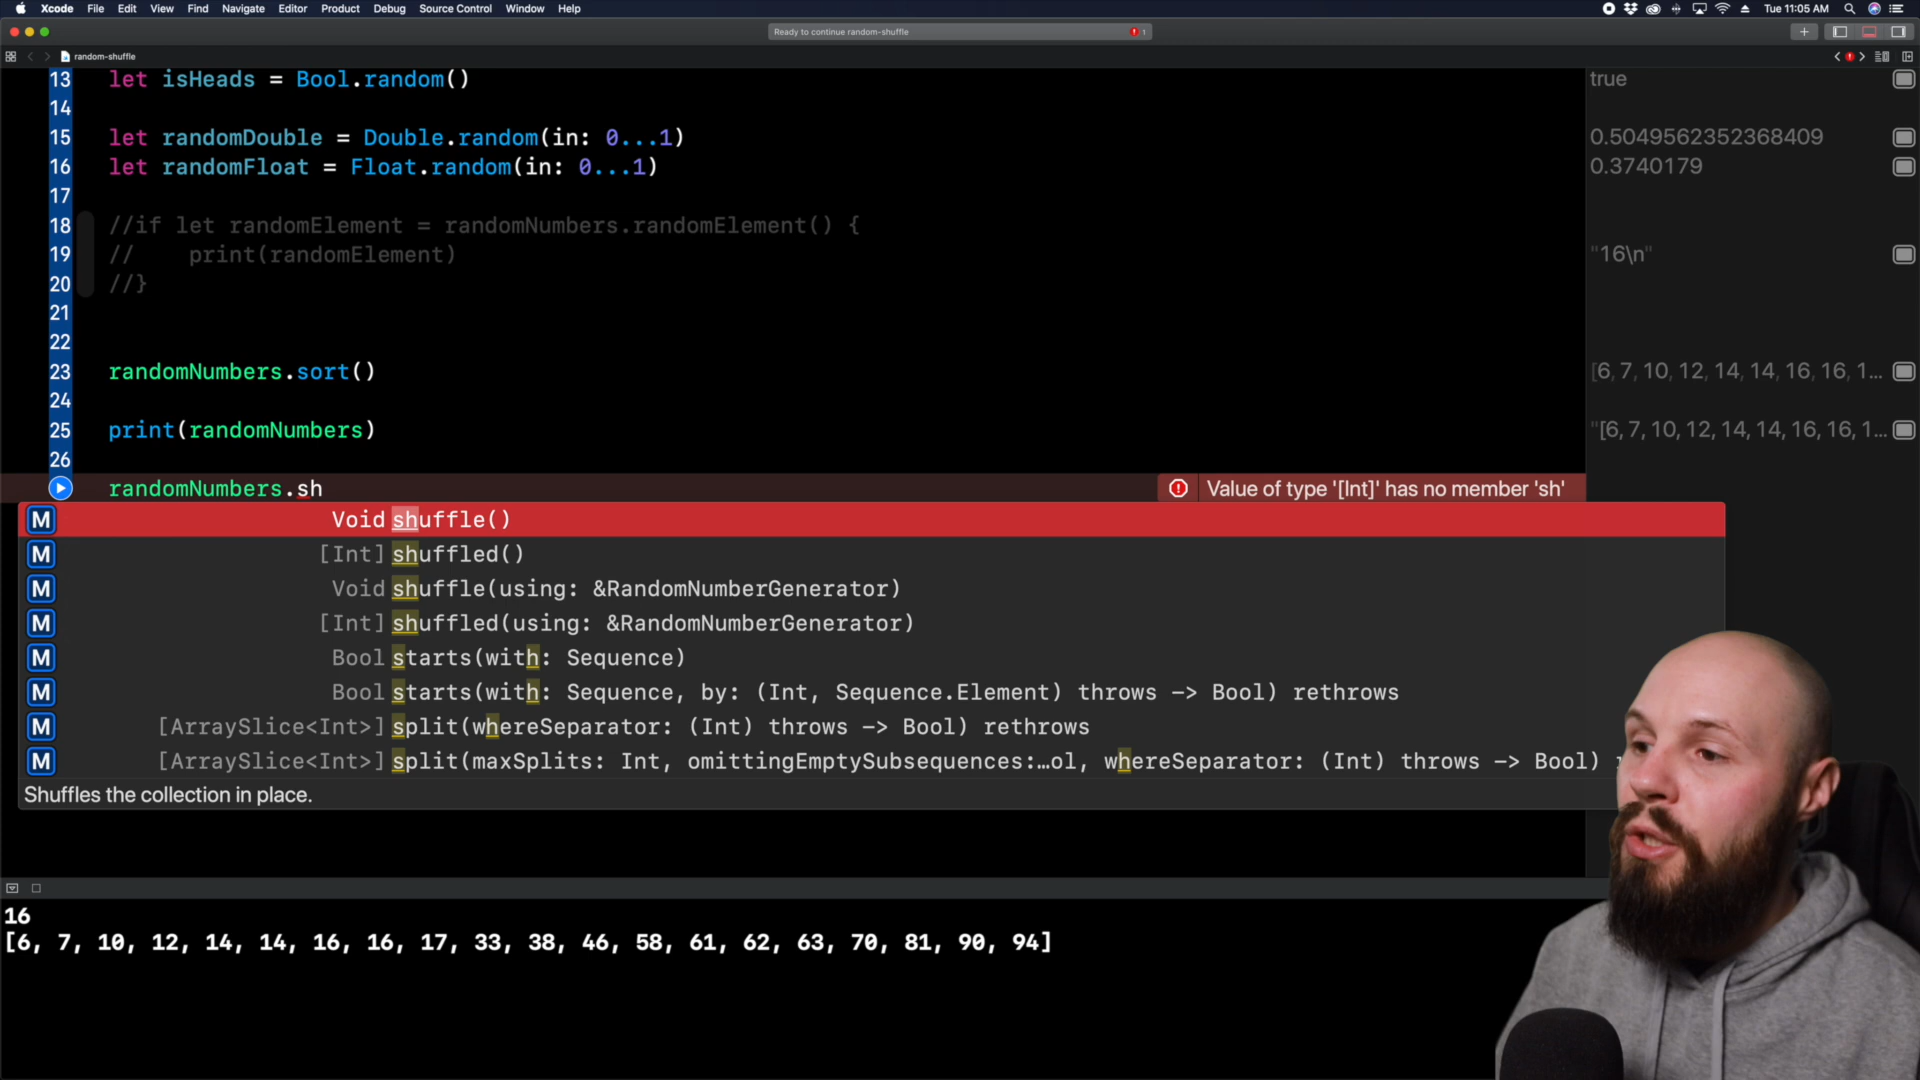 Xcode File Edit View Find Navigate Editor Product Debug Source Control Window Help Tue 11:05 AM
Ready to continue random-shuffle 1
random-shuffle
13 let isHeads = Bool.random() true
14
15 let randomDouble = Double.random(in: 0...1) 0.5049562352368409
16 let randomFloat = Float.random(in: 0...1) 0.3740179
17
18 //if let randomElement = randomNumbers.randomElement() {
19 // print(randomElement) "16\n"
20 //}
21
22
23 randomNumbers.sort() [6, 7, 10, 12, 14, 14, 16, 16, 1...
24
25 print(randomNumbers) "[6, 7, 10, 12, 14, 14, 16, 16, 1...
26
randomNumbers.sh Value of type '[Int]' has no member 'sh'
M Void shuffle()
M [Int] shuffled()
M Void shuffle(using: &RandomNumberGenerator)
M [Int] shuffled(using: &RandomNumberGenerator)
M Bool starts(with: Sequence)
M Bool starts(with: Sequence, by: (Int, Sequence.Element) throws -> Bool) rethrows
M [ArraySlice<Int>] split(whereSeparator: (Int) throws -> Bool) rethrows
M [ArraySlice<Int>] split(maxSplits: Int, omittingEmptySubsequences:…ol, whereSeparator: (Int) throws -> Bool)
Shuffles the collection in place.
16
[6, 7, 10, 12, 14, 14, 16, 16, 17, 33, 38, 46, 58, 61, 62, 63, 70, 81, 90, 94]